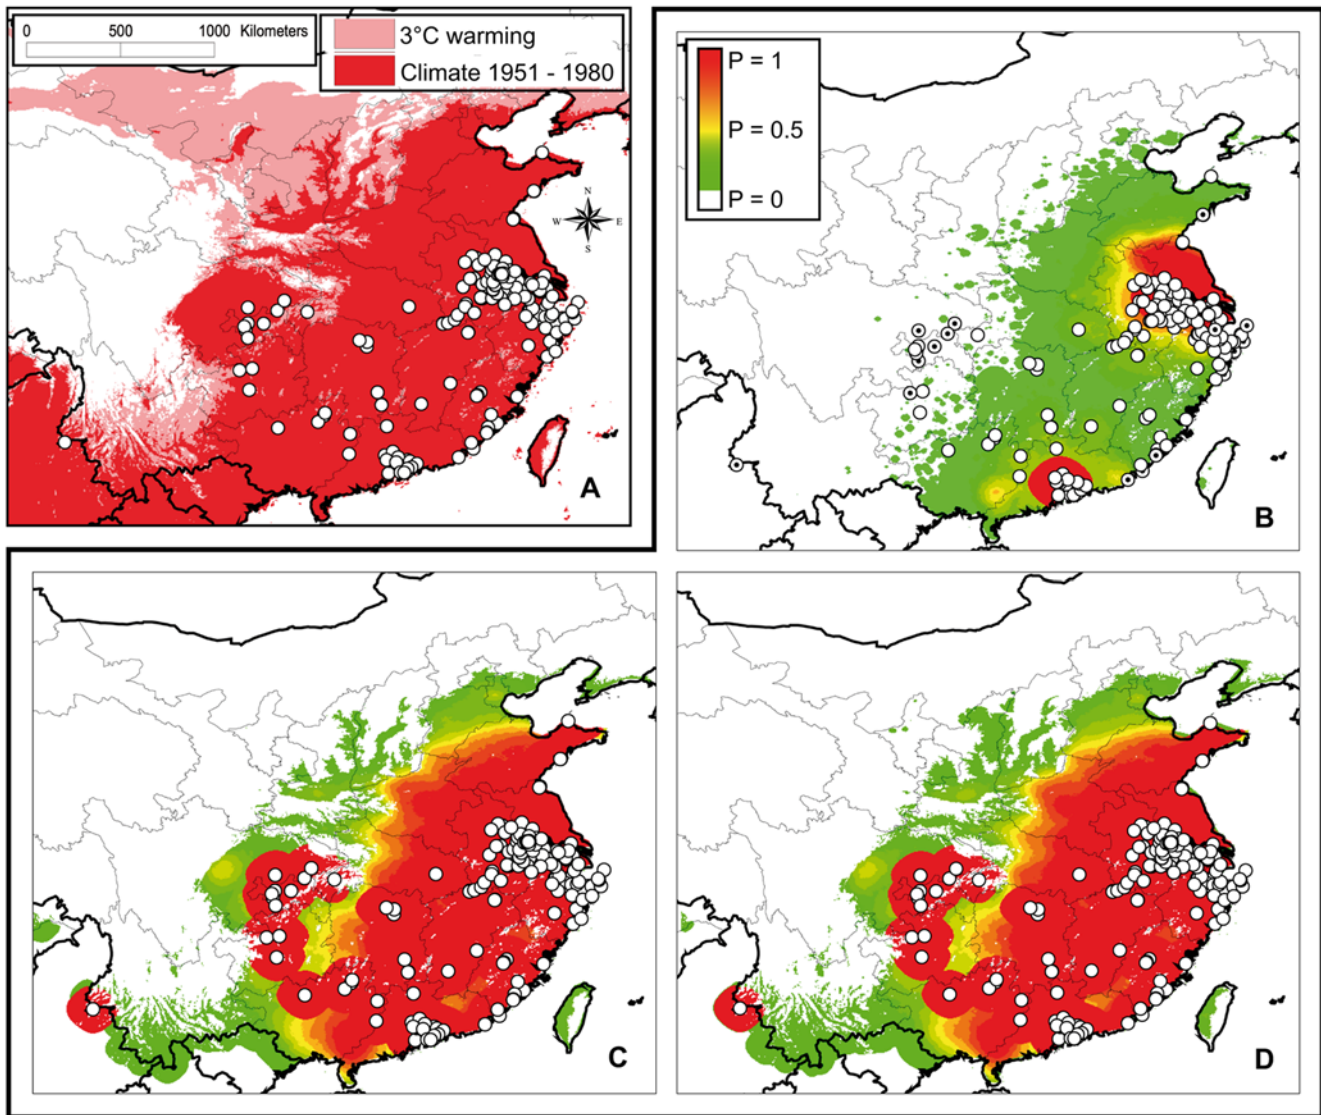 0 500 1000 Kilometers
3°C warming
Climate 1951 - 1980
N
W E
S
A
P = 1
P = 0.5
P = 0
B
C
D